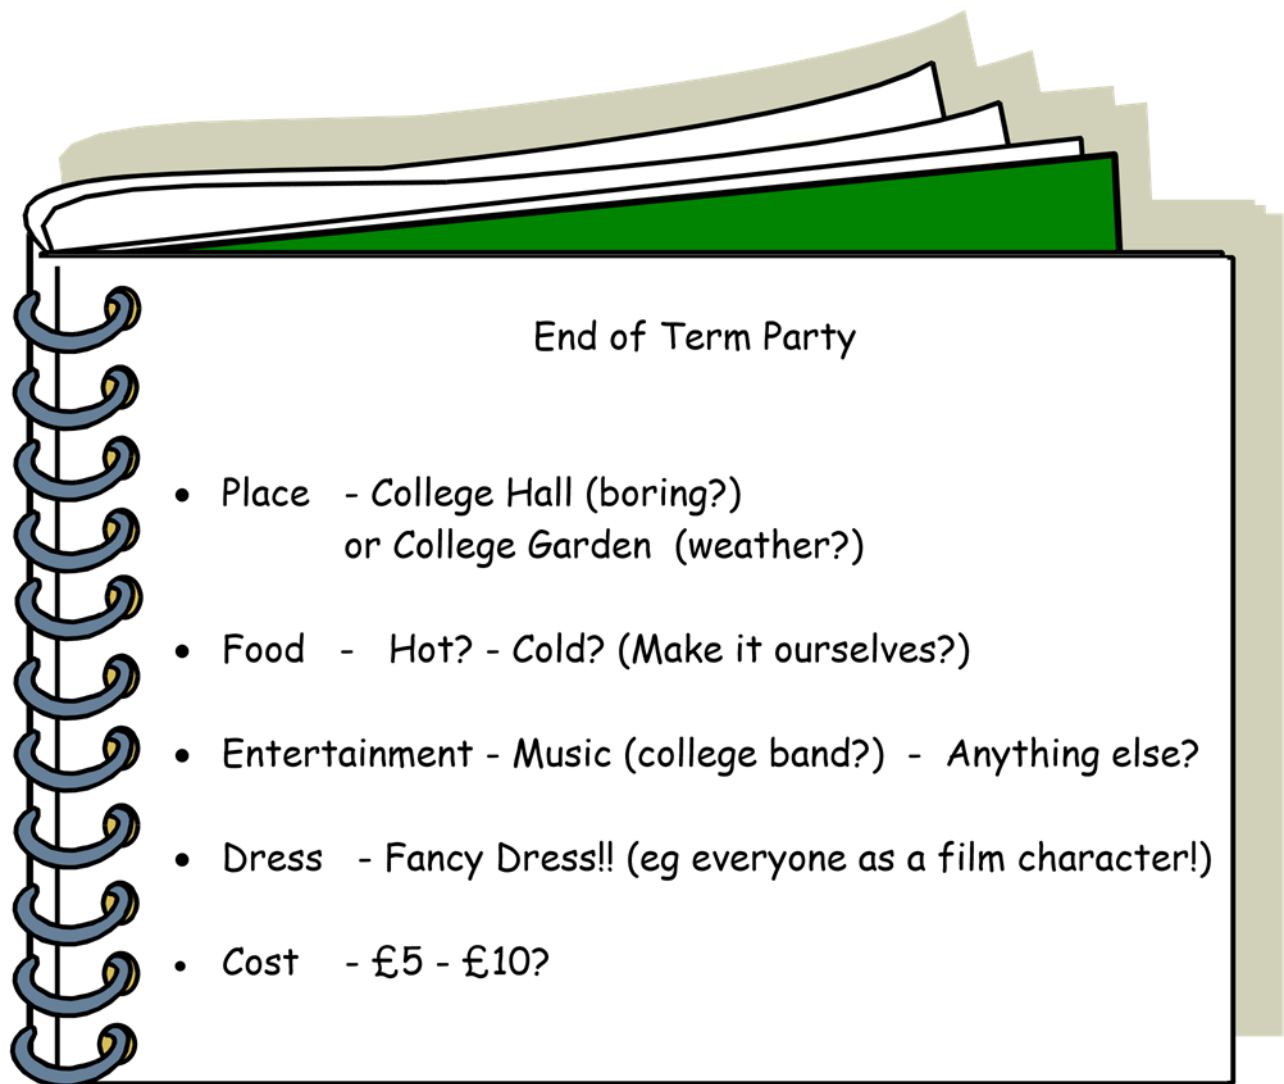 End of Term Party
• Place - College Hall (boring?)
or College Garden (weather?)
• Food - Hot? - Cold? (Make it ourselves?)
• Entertainment - Music (college band?) - Anything else?
• Dress - Fancy Dress!! (eg everyone as a film character!)
• Cost - £5 - £10?